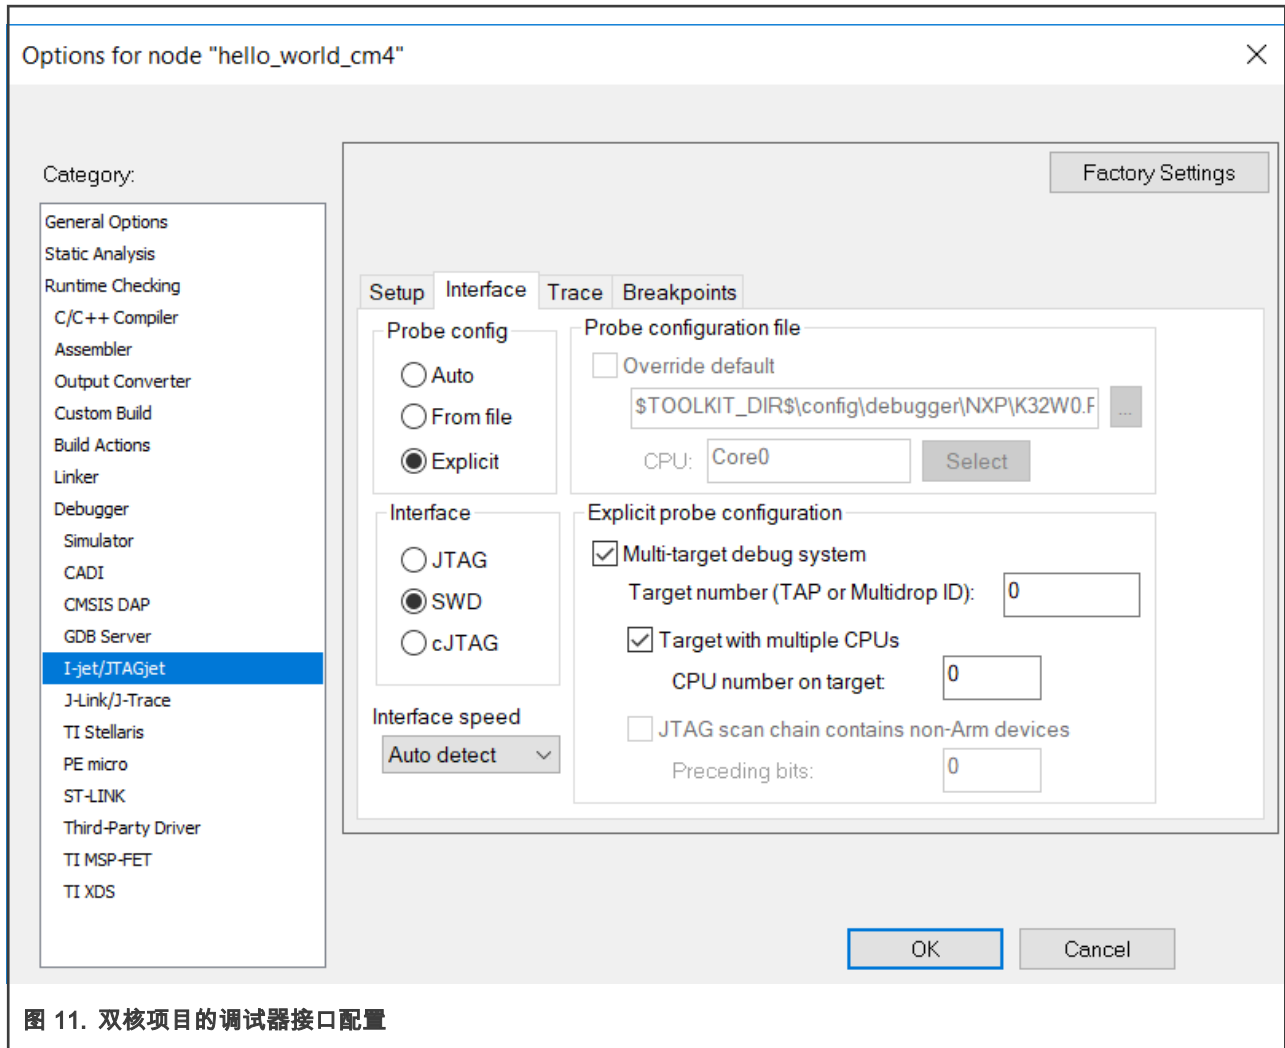 Options for node "hello_world_cm4"
Category:
Factory Settings
General Options
Static Analysis
Runtime Checking
C/C++ Compiler
Assembler
Output Converter
Custom Build
Build Actions
Linker
Debugger
Simulator
CADI
CMSIS DAP
GDB Server
I-jet/JTAGjet
J-Link/J-Trace
TI Stellaris
PE micro
ST-LINK
Third-Party Driver
TI MSP-FET
TI XDS
Setup Interface Trace Breakpoints
Probe config
Auto
From file
Explicit
Probe configuration file
Override default
$TOOLKIT_DIR$\config\debugger\NXP\K32W0.F
...
CPU: Core0 Select
Interface
JTAG
SWD
cJTAG
Interface speed
Auto detect
Explicit probe configuration
Multi-target debug system
Target number (TAP or Multidrop ID): 0
Target with multiple CPUs
CPU number on target: 0
JTAG scan chain contains non-Arm devices
Preceding bits: 0
OK Cancel
图 11. 双核项目的调试器接口配置